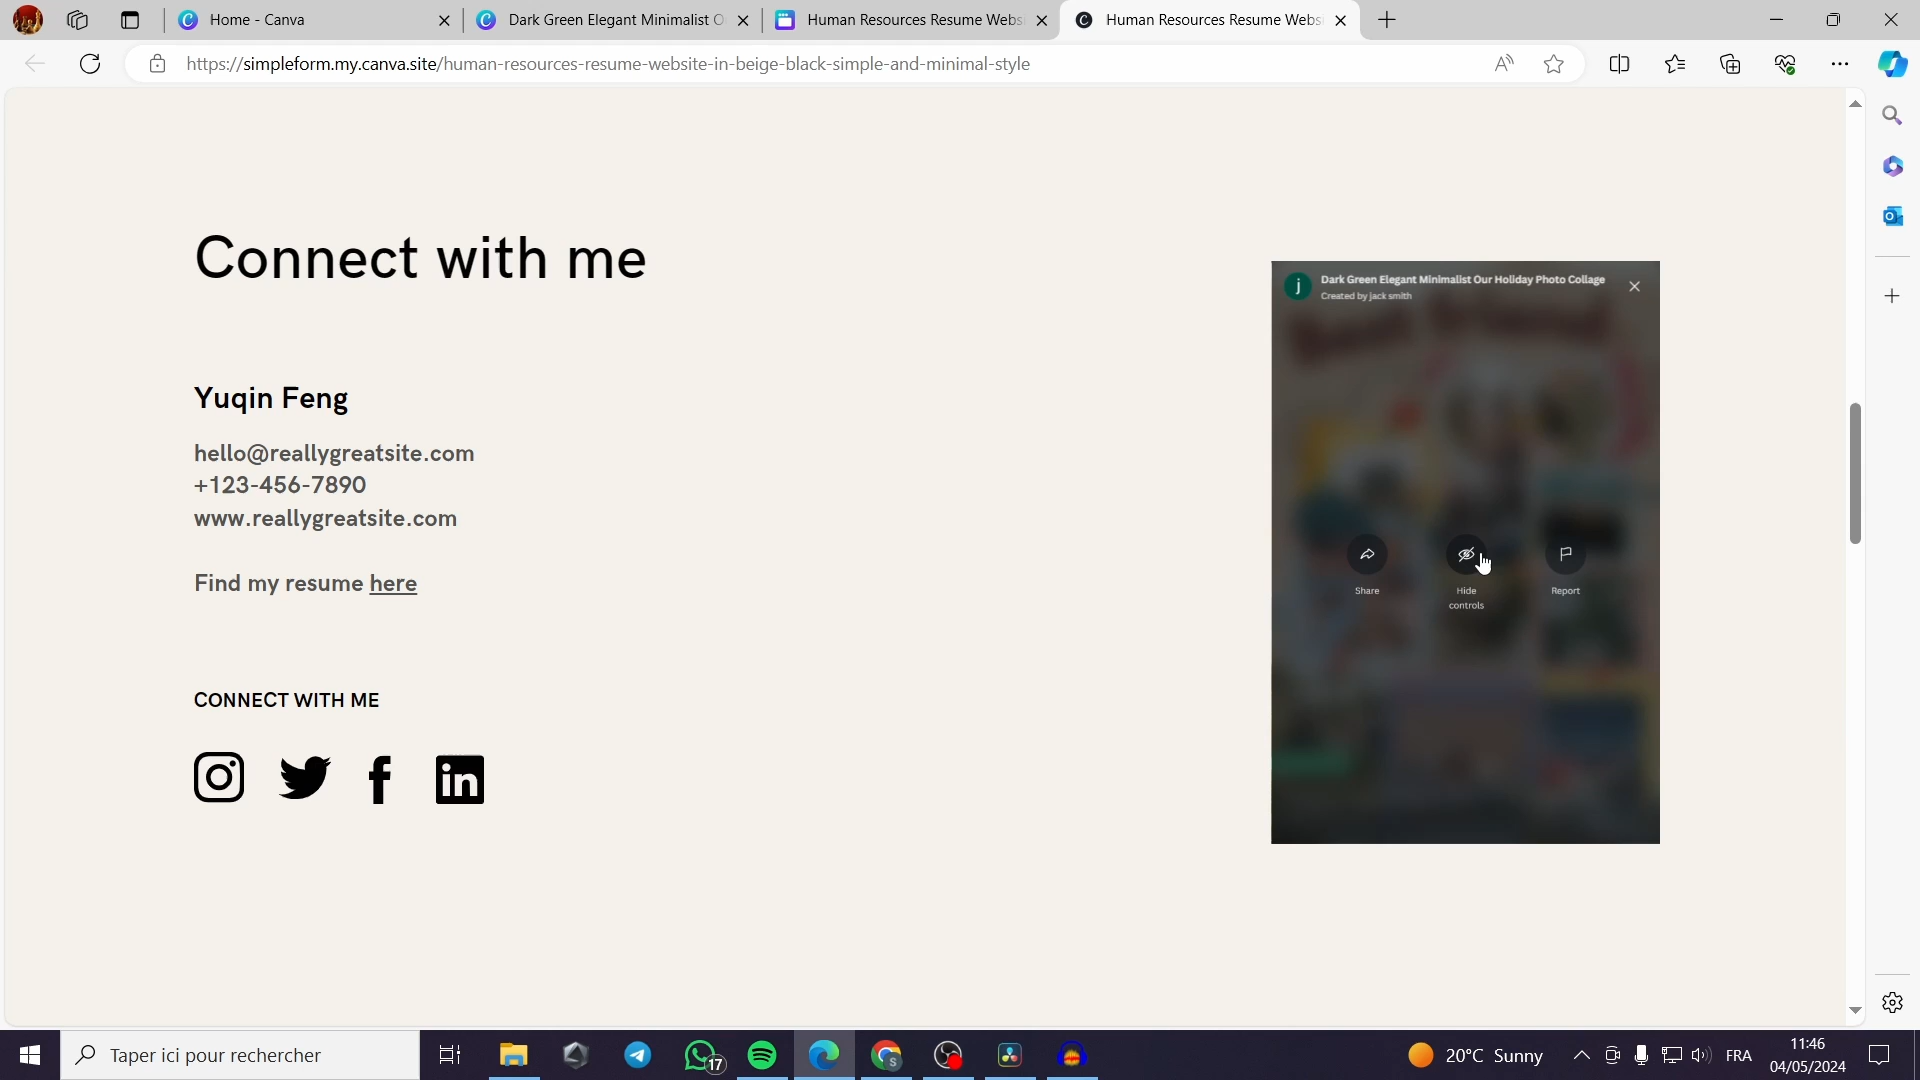 Home - Canva
Dark Green Elegant Minimalist O
Human Resources Resume Webs
Human Resources Resume Webs
https://simpleform.my.canva.site/human-resources-resume-website-in-beige-black-simple-and-minimal-style
Connect with me
Yuqin Feng
hello@reallygreatsite.com
+123-456-7890
www.reallygreatsite.com
Find my resume here
CONNECT WITH ME
j
Dark Green Elegant Minimalist Our Holiday Photo Collage
Created by jack smith
Share
Hide
controls
Report
Taper ici pour rechercher
17
20°C Sunny
FRA
11:46
04/05/2024